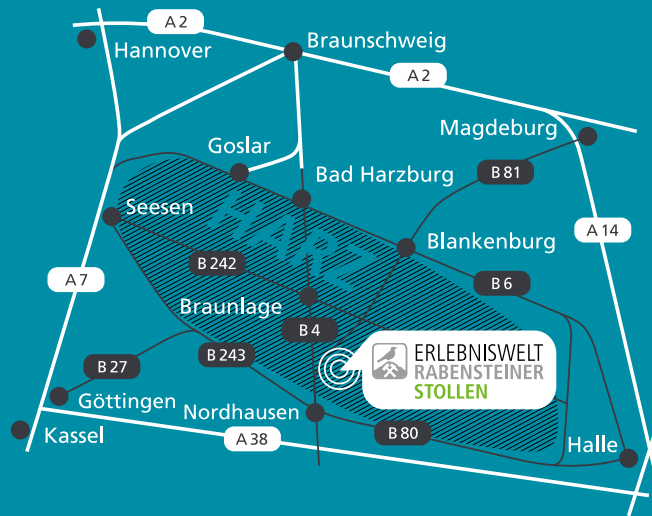 A 2
Hannover
Braunschweig
A 2
Magdeburg
Goslar
Bad Harzburg
B 81
Seesen
HARZ
Blankenburg
A 14
B 242
A 7
B 6
Braunlage
B 4
B 243
B 27
ERLEBNISWELT
RABENSTEINER
STOLLEN
Göttingen
Nordhausen
Kassel
A 38
B 80
Halle